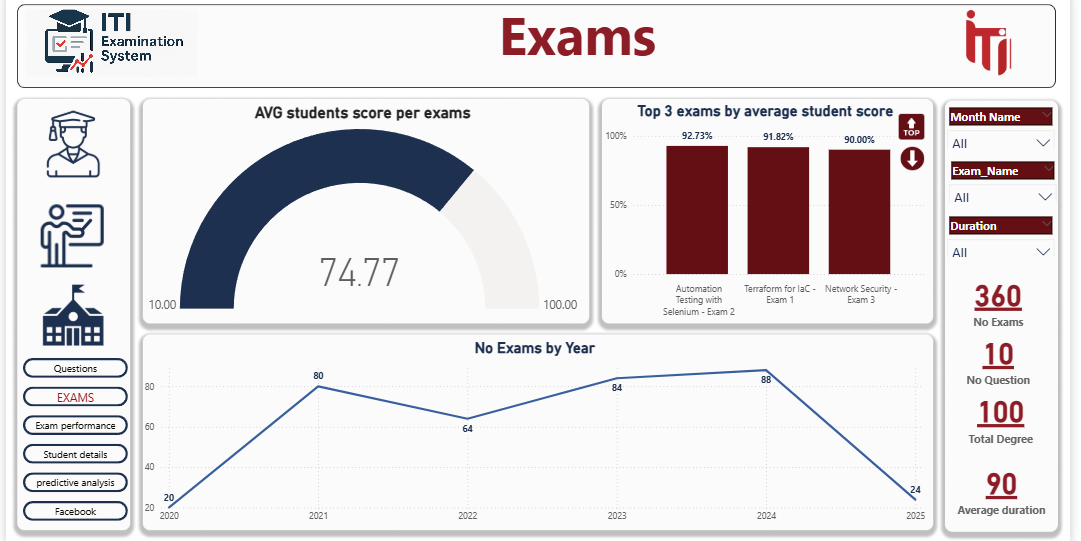 ITI
Examination
System
Exams
iTi
Questions
EXAMS
Exam performance
Student details
predictive analysis
Facebook
AVG students score per exams
74.77
10.00
100.00
Top 3 exams by average student score
TOP
100%
50%
0%
92.73%
91.82%
90.00%
Automation
Testing with
Selenium - Exam 2
Terraform for IaC -
Exam 1
Network Security -
Exam 3
No Exams by Year
80
60
40
20
20
80
64
84
88
24
2020
2021
2022
2023
2024
2025
Month Name
All
Exam_Name
All
Duration
All
360
No Exams
10
No Question
100
Total Degree
90
Average duration